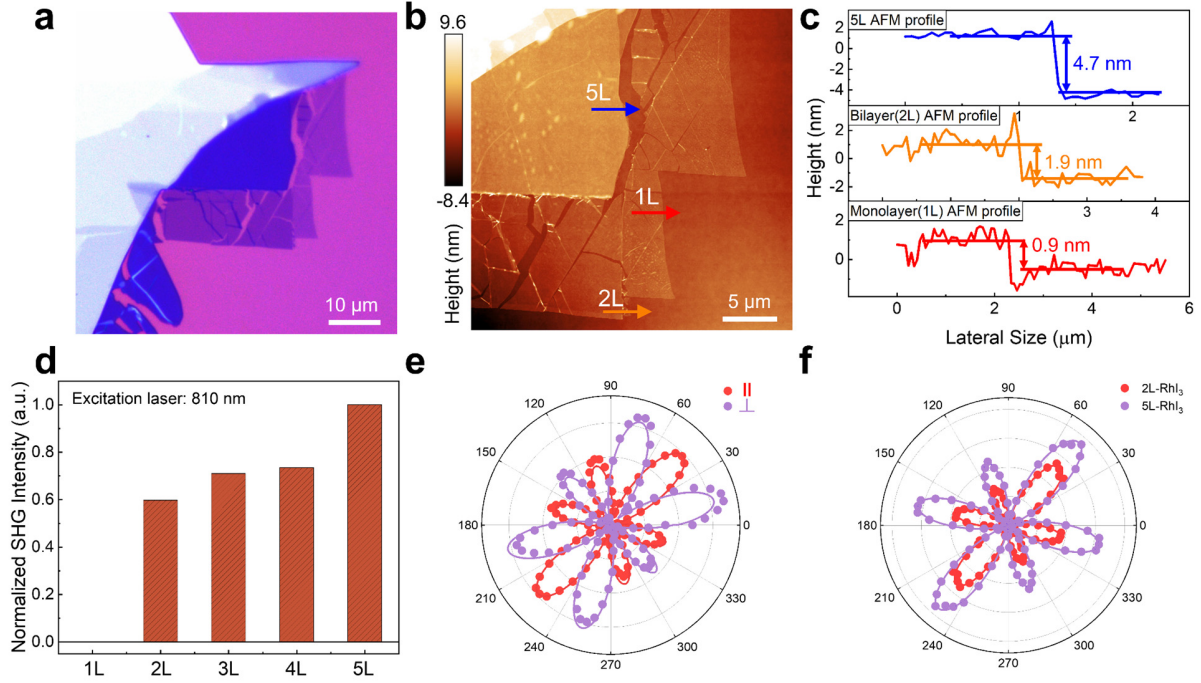 a
10 μm
b
9.6
-8.4
Height (nm)
5L
1L
2L
5 μm
c
5L AFM profile
4.7 nm
2
0
-2
-4
1
2
Bilayer(2L) AFM profile
1.9 nm
2
0
-2
3
4
Monolayer(1L) AFM profile
0.9 nm
0
0
2
4
6
Height (nm)
Lateral Size (μm)
d
Excitation laser: 810 nm
Normalized SHG Intensity (a.u.)
1.0
0.8
0.6
0.4
0.2
0.0
1L
2L
3L
4L
5L
e
||
⊥
90
60
30
0
330
300
270
240
210
180
150
120
f
2L-RhI₃
5L-RhI₃
90
60
30
0
330
300
270
240
210
180
150
120